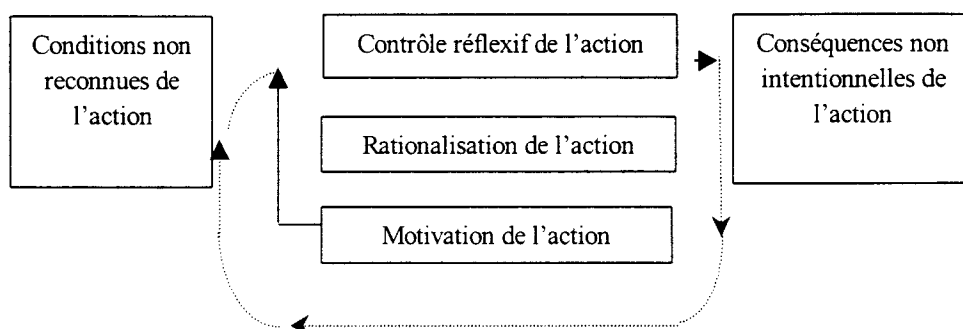 Conditions non
reconnues de
l'action
Contrôle réflexif de l'action
Rationalisation de l'action
Motivation de l'action
Conséquences non
intentionnelles de
l'action